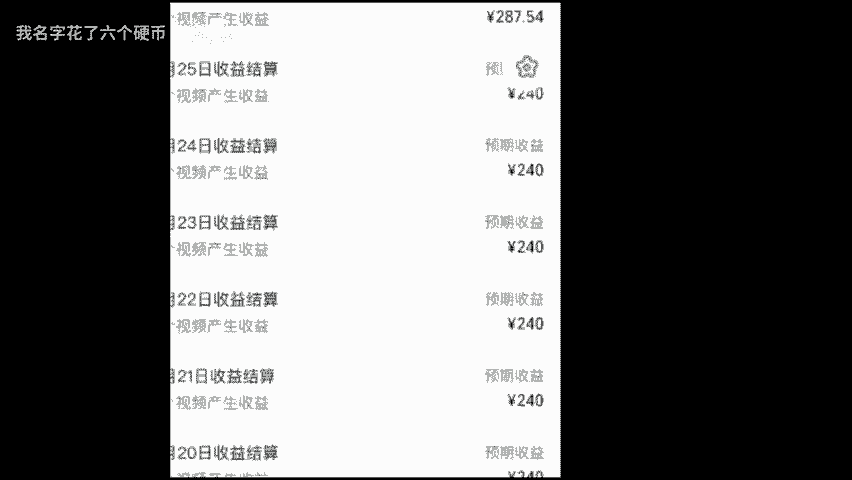 我名字花了六个硬币
视频产生收益
¥287.54
月25日收益结算
预
视频产生收益
¥240
月24日收益结算
预期收益
视频产生收益
¥240
月23日收益结算
预期收益
视频产生收益
¥240
月22日收益结算
预期收益
视频产生收益
¥240
月21日收益结算
预期收益
视频产生收益
¥240
月20日收益结算
预期收益
视频产生收益
¥240